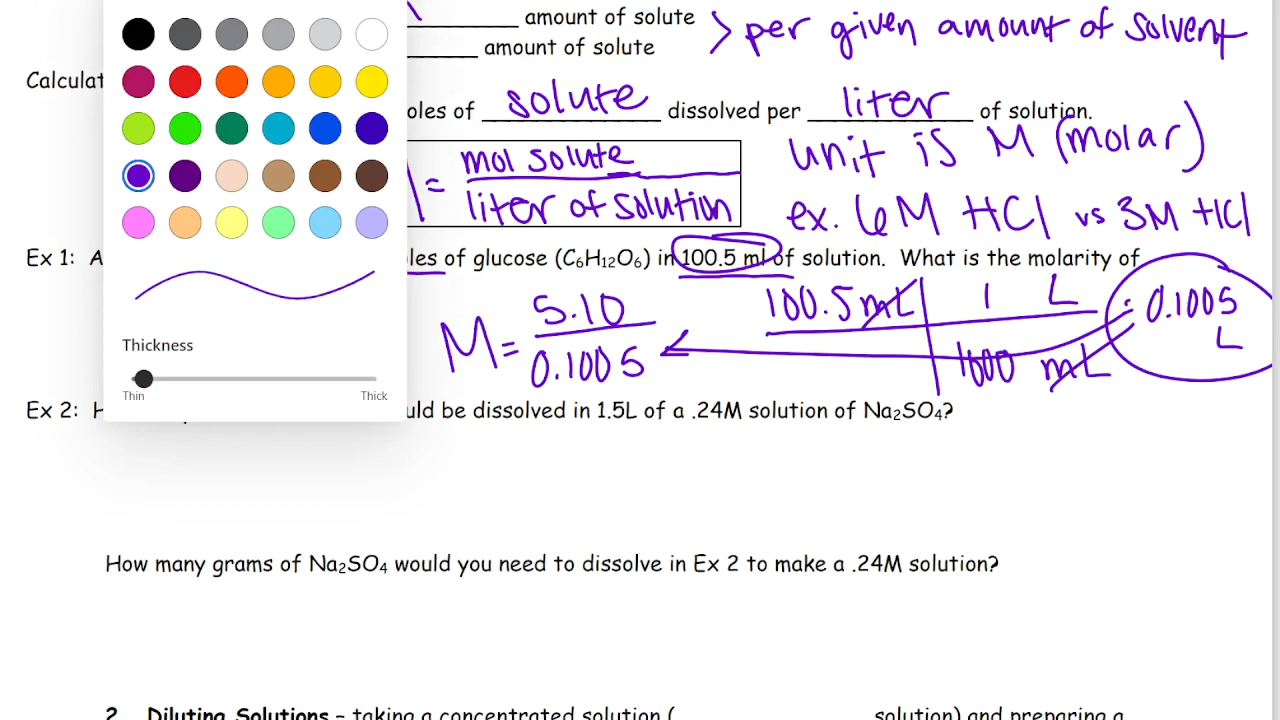 amount of solute
amount of solute
> per given amount of solvent
Calculat
oles of solute dissolved per liter of solution.
unit is M (molar)
= mol solute
liter of solution
ex. 6M HCl vs 3M HCl
Ex 1: A les of glucose (C₆H₁₂O₆) in 100.5 ml of solution. What is the molarity of
M = 5.10
0.1005
100.5 mL 1 L
1000 mL
: 0.1005
L
Thickness
Thin Thick
Ex 2: H uld be dissolved in 1.5L of a .24M solution of Na₂SO₄?
How many grams of Na₂SO₄ would you need to dissolve in Ex 2 to make a .24M solution?
2 Diluting Solutions – taking a concentrated solution ( solution) and preparing a